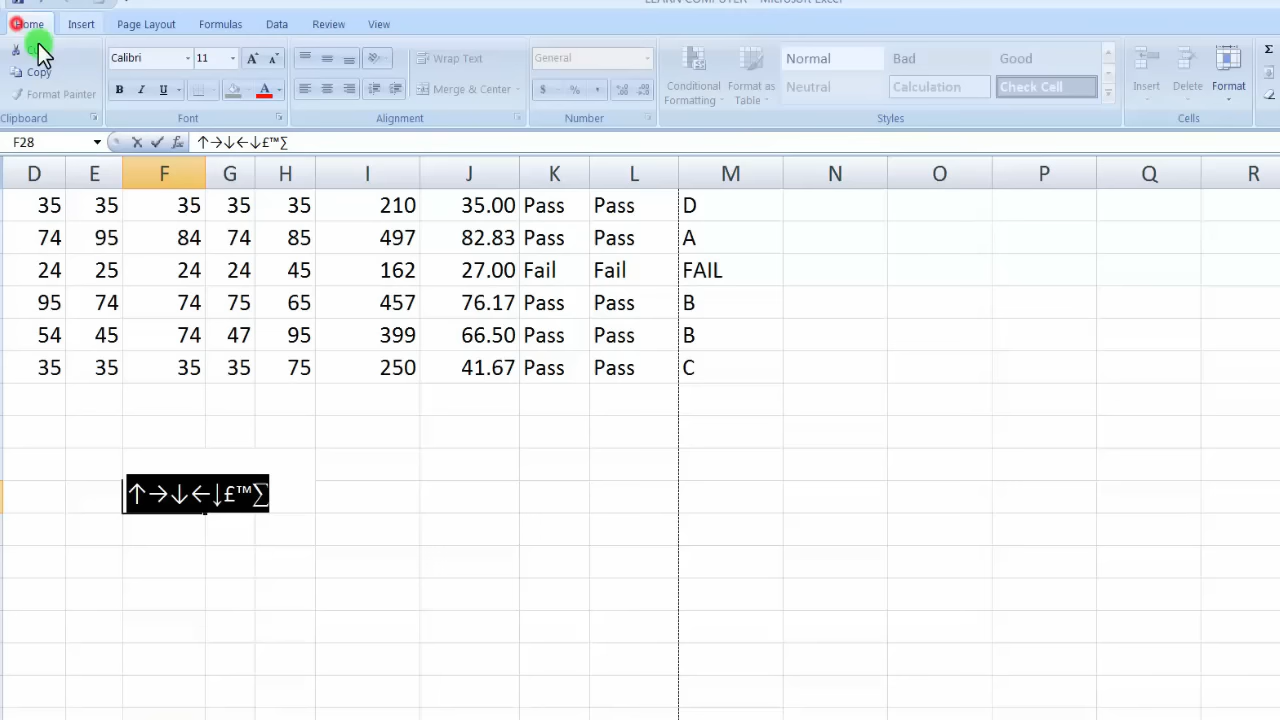 LEARN COMPUTER - Microsoft Excel
Home Insert Page Layout Formulas Data Review View
Calibri 11 Wrap Text General Normal Bad Good
Copy
Format Painter B I U A Merge & Center $ % , Conditional Formatting Format as Table Neutral Calculation Check Cell Insert Delete Format Σ
Clipboard Font Alignment Number Styles Cells
F28 fx ↑→↓←↓£™∑
D E F G H I J K L M N O P Q R
35 35 35 35 35 210 35.00 Pass Pass D
74 95 84 74 85 497 82.83 Pass Pass A
24 25 24 24 45 162 27.00 Fail Fail FAIL
95 74 74 75 65 457 76.17 Pass Pass B
54 45 74 47 95 399 66.50 Pass Pass B
35 35 35 35 75 250 41.67 Pass Pass C
↑→↓←↓£™∑